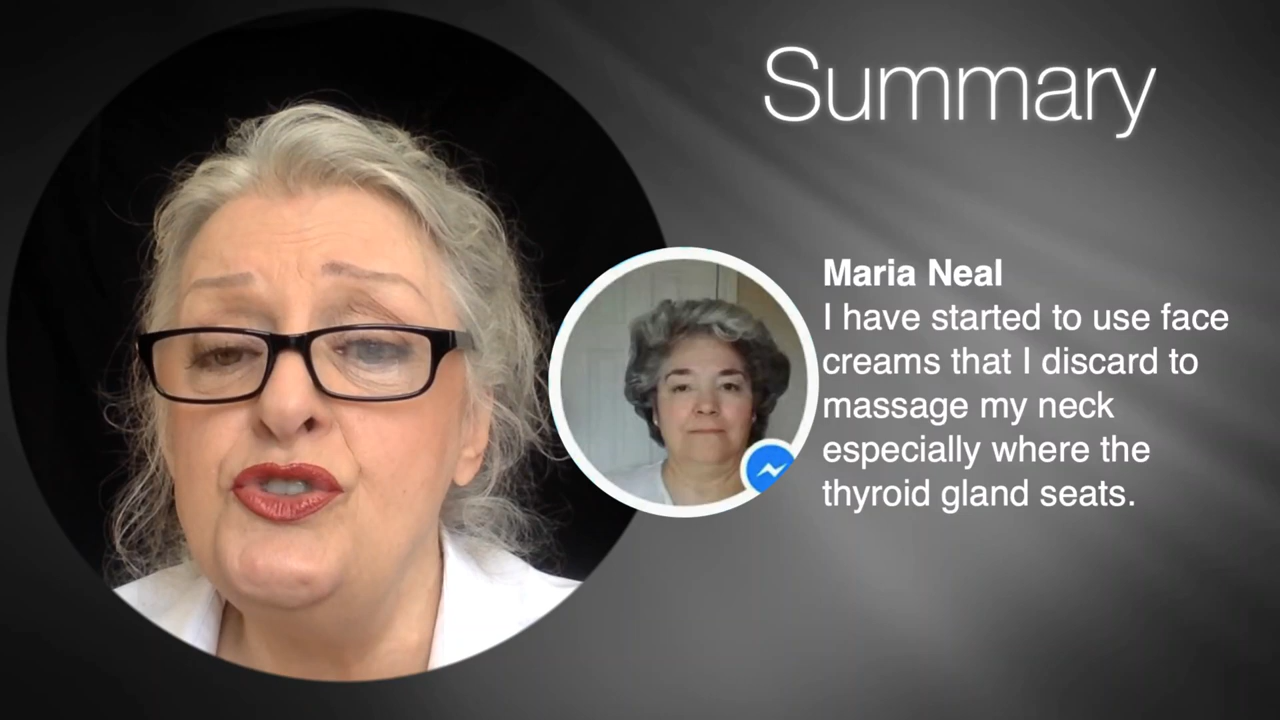 Summary
Maria Neal
I have started to use face
creams that I discard to
massage my neck
especially where the
thyroid gland seats.